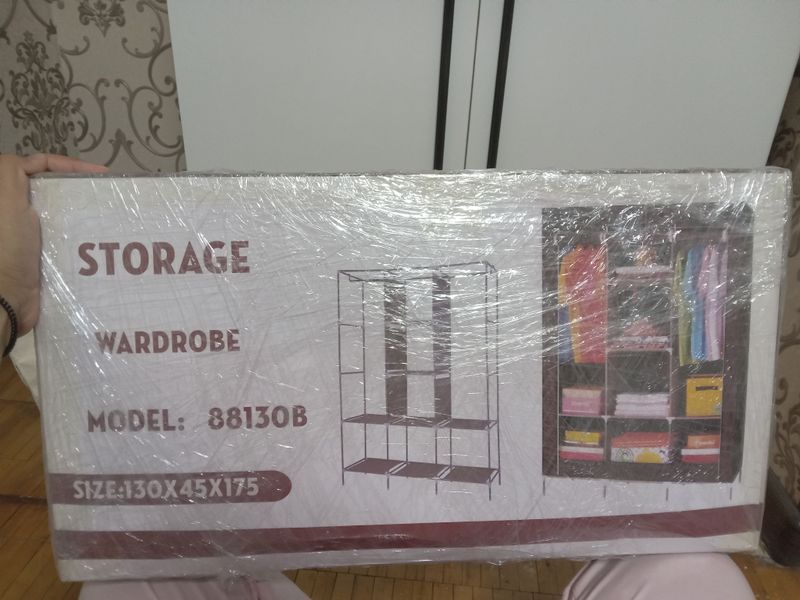 STORAGE
WARDROBE
MODEL: 88130B
SIZE:130X45X175